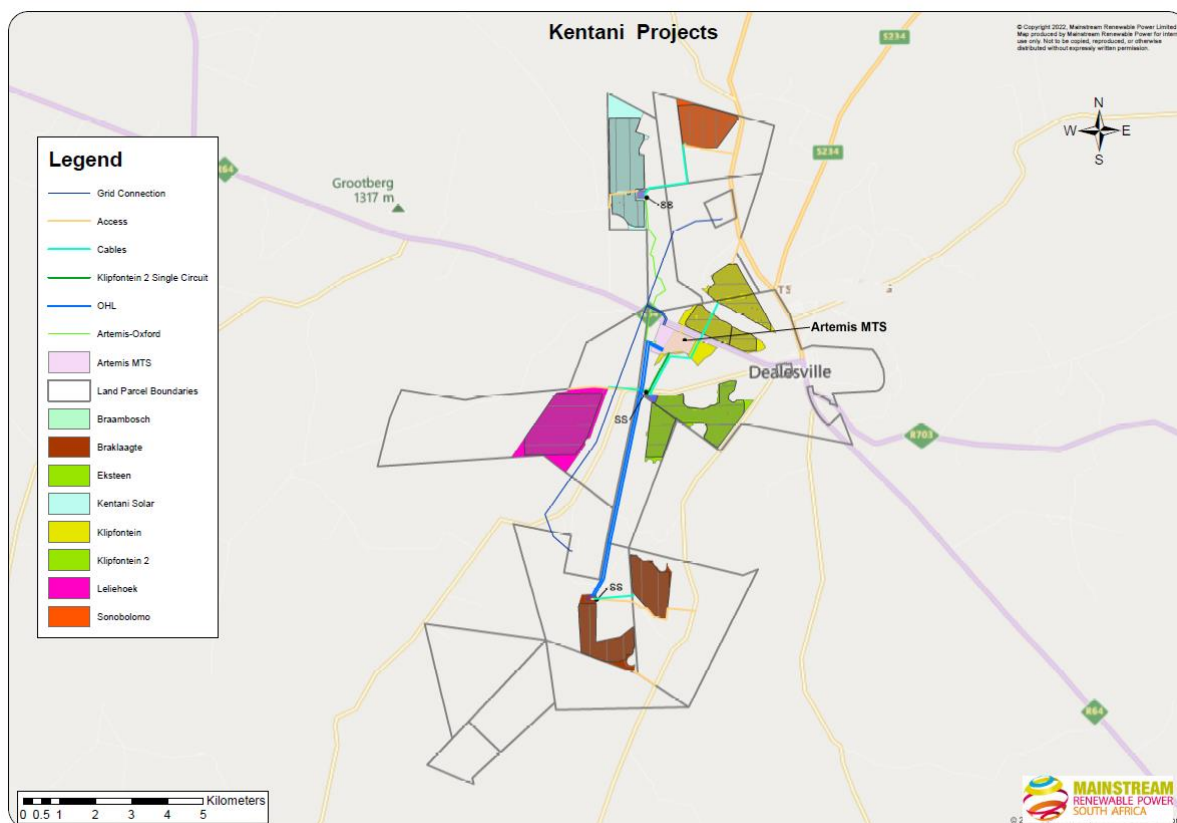 Kentani Projects
© Copyright 2022, Mainstream Renewable Power Limited
Map produced by Mainstream Renewable Power for intern
use only. Not to be copied, reproduced, or otherwise
distributed without expressly written permission.
S234
N
W E
S
S234
Legend
Grid Connection
Access
Cables
Klipfontein 2 Single Circuit
OHL
Artemis-Oxford
Artemis MTS
Land Parcel Boundaries
Braambosch
Braklaagte
Eksteen
Kentani Solar
Klipfontein
Klipfontein 2
Leliehoek
Sonobolomo
R64
Grootberg
1317 m
SS
Artemis MTS
Dealesville
SS
R703
SS
R64
Kilometers
0 0.5 1 2 3 4 5
MAINSTREAM
RENEWABLE POWER
SOUTH AFRICA